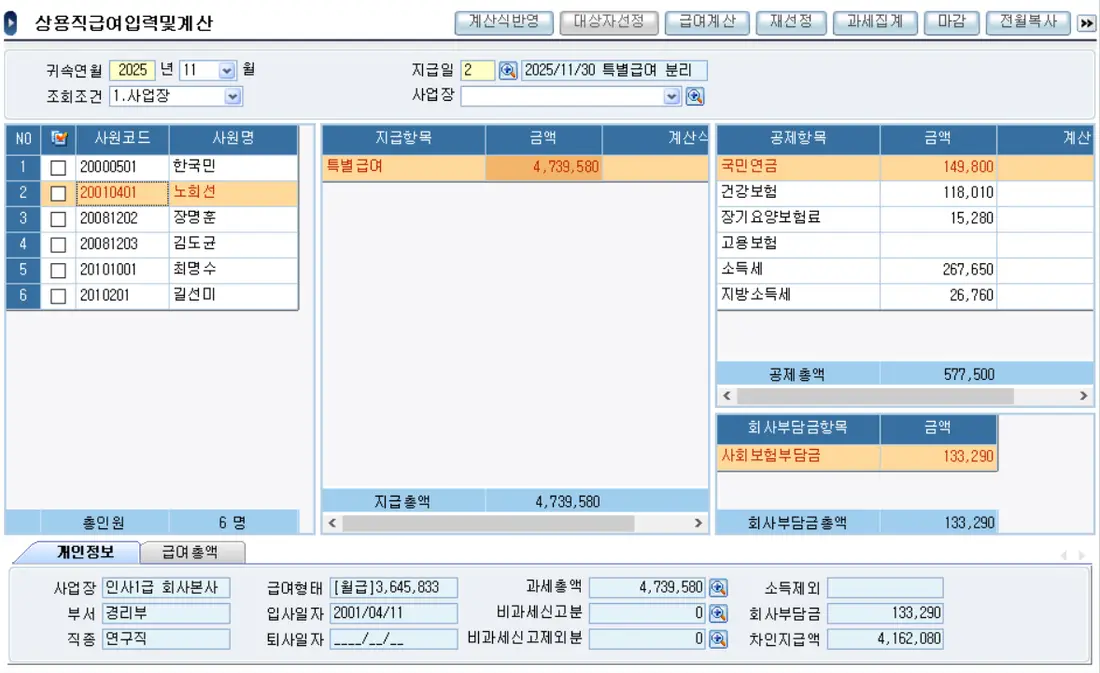 상용직급여입력및계산
계산식반영 대상자선정 급여계산 재선정 과세집계 마감 전월복사
귀속연월 2025 년 11 월 지급일 2 2025/11/30 특별급여 분리
조회조건 1.사업장 사업장
NO 사원코드 사원명 지급항목 금액 계산식 공제항목 금액 계산
1 20000501 한국민 특별급여 4,739,580 국민연금 149,800
2 20010401 노희선 건강보험 118,010
3 20081202 장명훈 장기요양보험료 15,280
4 20081203 김도균 고용보험
5 20101001 최명수 소득세 267,650
6 2010201 길선미 지방소득세 26,760
공제총액 577,500
회사부담금항목 금액
사회보험부담금 133,290
지급총액 4,739,580
총인원 6 명 회사부담금총액 133,290
개인정보 급여총액
사업장 인사1급 회사본사 급여형태 [월급]3,645,833 과세총액 4,739,580 소득제외
부서 경리부 입사일자 2001/04/11 비과세신고분 0 회사부담금 133,290
직종 연구직 퇴사일자 ____/__/__ 비과세신고제외분 0 차인지급액 4,162,080